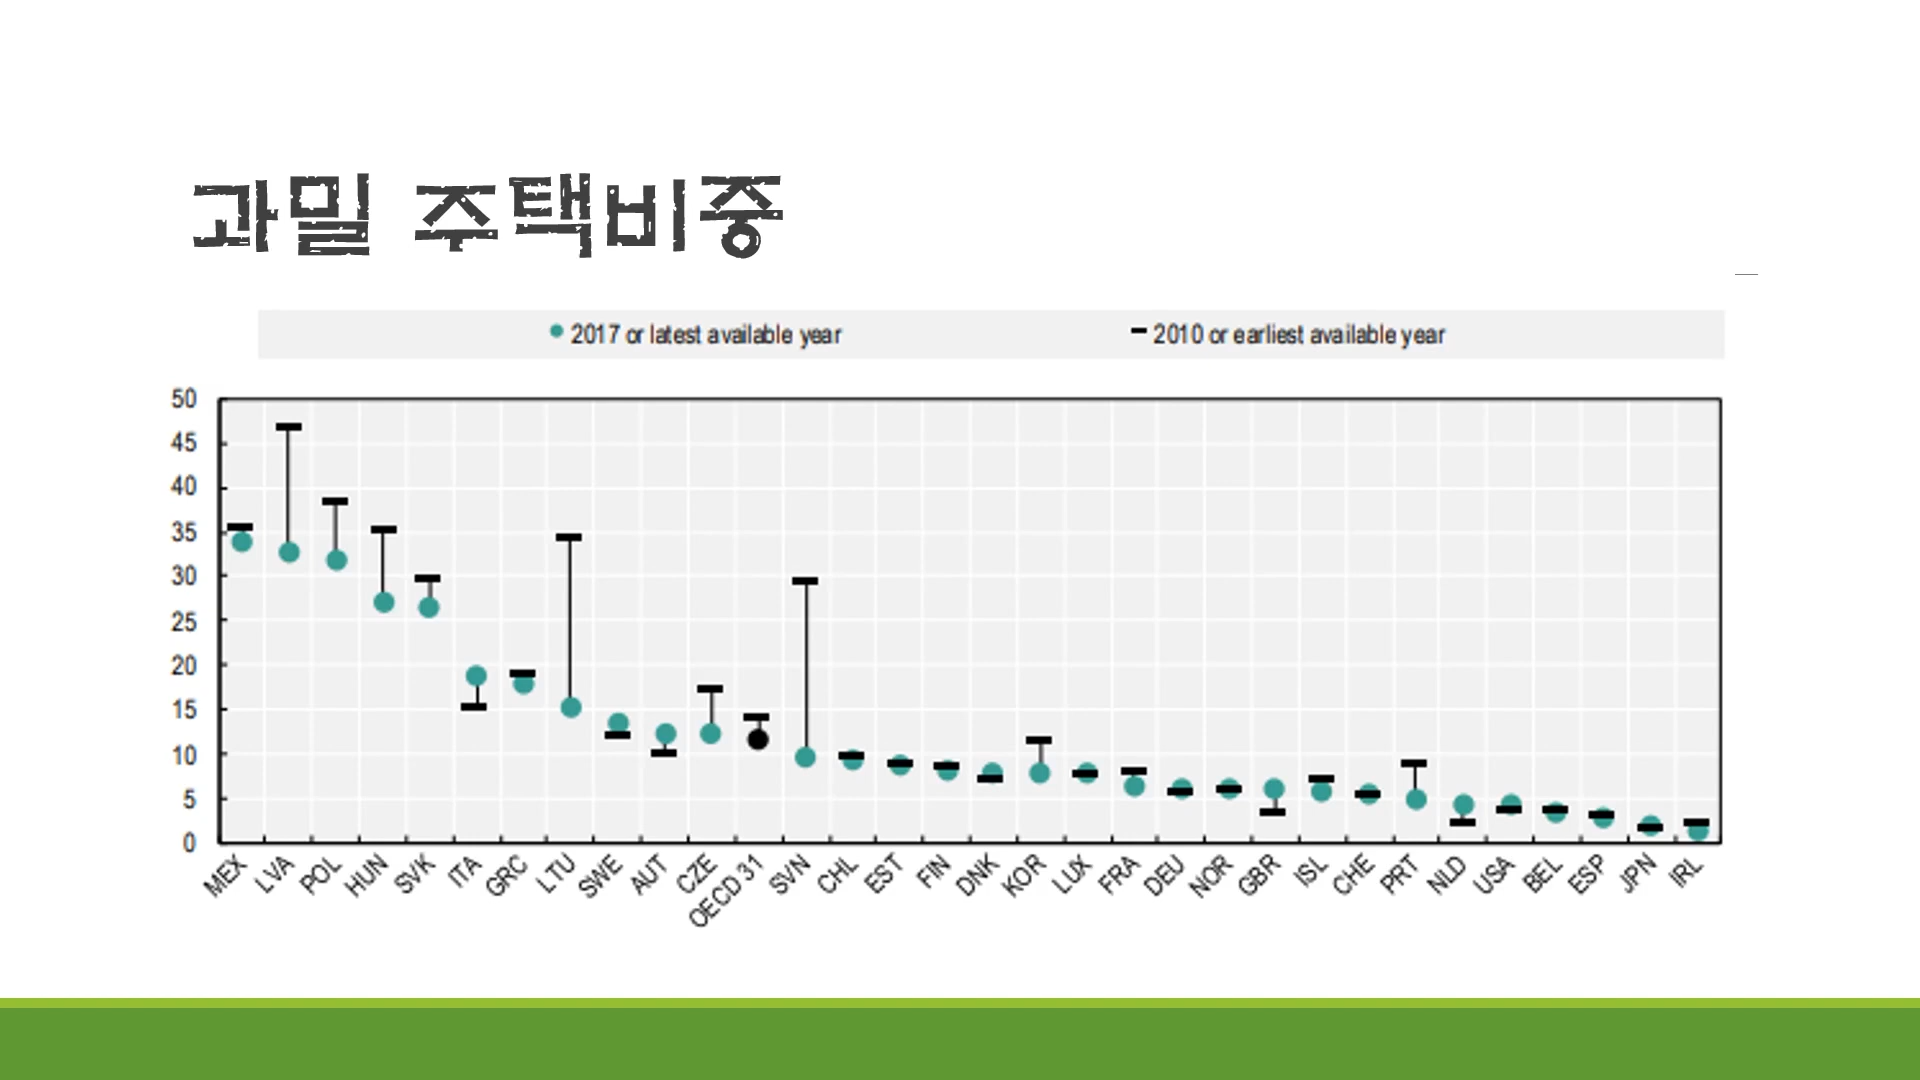 과밀 주택비중
2017 or latest available year
2010 or earliest available year
50
45
40
35
30
25
20
15
10
5
0
MEX LVA POL HUN SVK ITA GRC LTU SWE AUT CZE OECD 31 SVN CHL EST FIN DNK KOR LUX FRA DEU NOR GBR ISL CHE PRT NLD USA BEL ESP JPN IRL